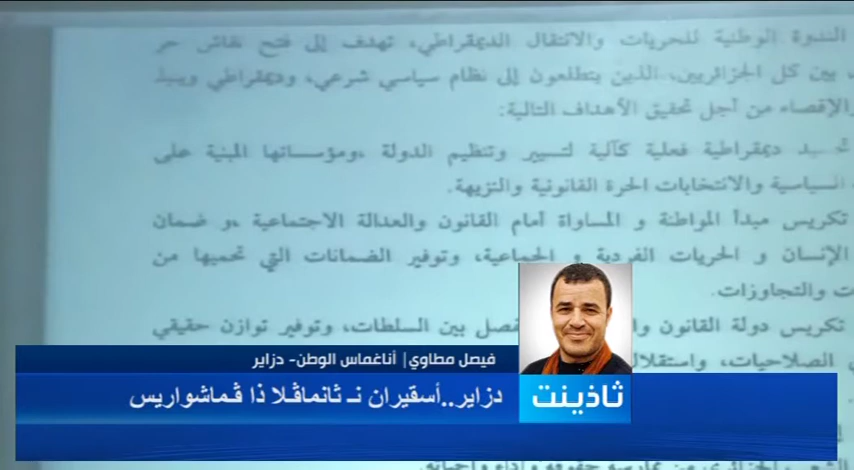 الندوة الوطنية للحريات والانتقال الديمقراطي، تهدف إلى فتح نقاش حر
بين كل الجزائريين، الذين يتطلعون إلى نظام سياسي شرعي، وديمقراطي
والإقصاء من أجل تحقيق الأهداف التالية:
ديمقراطية فعلية كآلية لتسيير وتنظيم الدولة ،ومؤسساتها المبنية على
السياسية والانتخابات الحرة القانونية والنزيهة.
تكريس مبدأ المواطنة و المساواة أمام القانون والعدالة الاجتماعية ،و ضمان
الإنسان و الحريات الفردية و الجماعية، وتوفير الضمانات التي تحميها من
والتجاوزات.
تكريس دولة القانون بين السلطات، وتوفير توازن حقيقي
الصلاحيات، واستقلال
فيصل مطاوي| أناغماس الوطن- دزاير
ثاذينت
دزاير..أسقيران نـ ثانماڤلا ذا ڤماشواريس